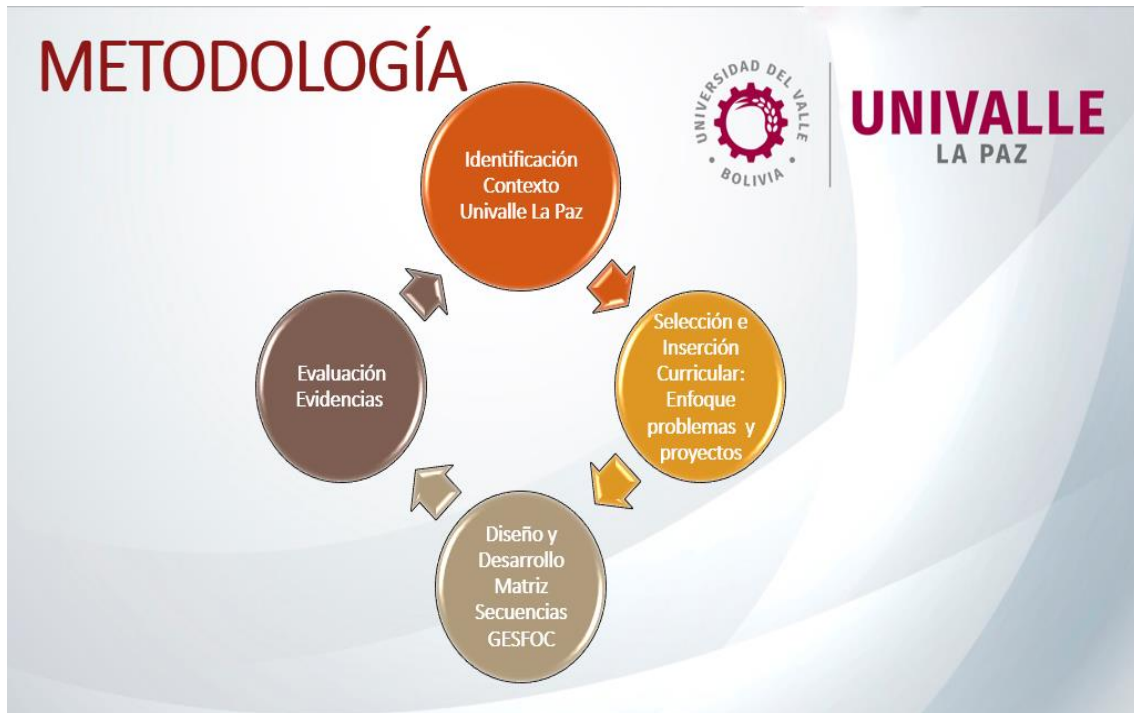 METODOLOGÍA
UNIVERSIDAD DEL VALLE
• BOLIVIA •
UNIVALLE
LA PAZ
Identificación
Contexto
Univalle La Paz
Selección e
Inserción
Curricular:
Enfoque
problemas y
proyectos
Diseño y
Desarrollo
Matriz
Secuencias
GESFOC
Evaluación
Evidencias